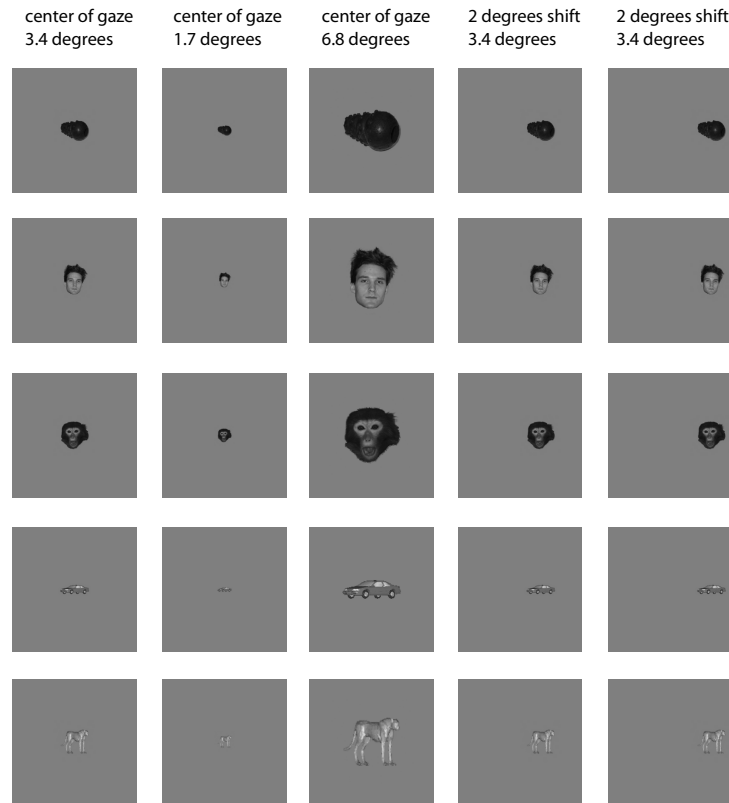 center of gaze
3.4 degrees
center of gaze
1.7 degrees
center of gaze
6.8 degrees
2 degrees shift
3.4 degrees
2 degrees shift
3.4 degrees